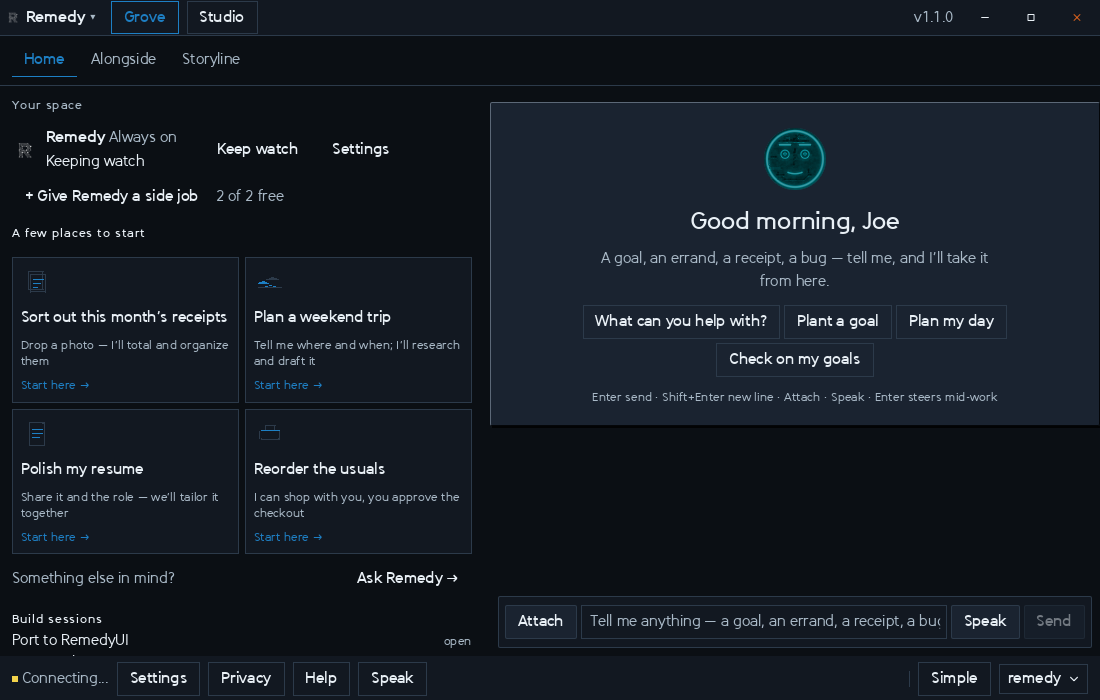 Remedy
Grove
Studio
v1.1.0
Home
Alongside
Storyline
Your space
Remedy Always on
Keeping watch
Keep watch
Settings
+ Give Remedy a side job
2 of 2 free
A few places to start
Sort out this month's receipts
Drop a photo — I'll total and organize
them
Start here →
Plan a weekend trip
Tell me where and when; I'll research
and draft it
Start here →
Polish my resume
Share it and the role — we'll tailor it
together
Start here →
Reorder the usuals
I can shop with you, you approve the
checkout
Start here →
Something else in mind?
Ask Remedy →
Build sessions
Port to RemedyUI
open
Good morning, Joe
A goal, an errand, a receipt, a bug — tell me, and I'll take it
from here.
What can you help with?
Plant a goal
Plan my day
Check on my goals
Enter send · Shift+Enter new line · Attach · Speak · Enter steers mid-work
Attach
Tell me anything — a goal, an errand, a receipt, a bug
Speak
Send
Connecting...
Settings
Privacy
Help
Speak
Simple
remedy